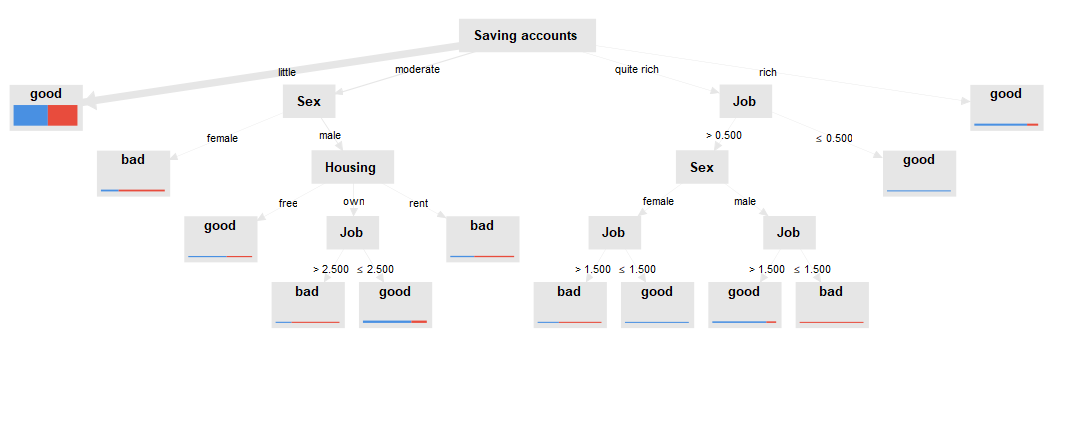 Saving accounts
little
moderate
quite rich
rich
good
Sex
Job
good
female
male
> 0.500
≤ 0.500
bad
Housing
Sex
good
free
own
rent
female
male
good
Job
bad
Job
Job
> 2.500
≤ 2.500
> 1.500
≤ 1.500
> 1.500
≤ 1.500
bad
good
bad
good
good
bad